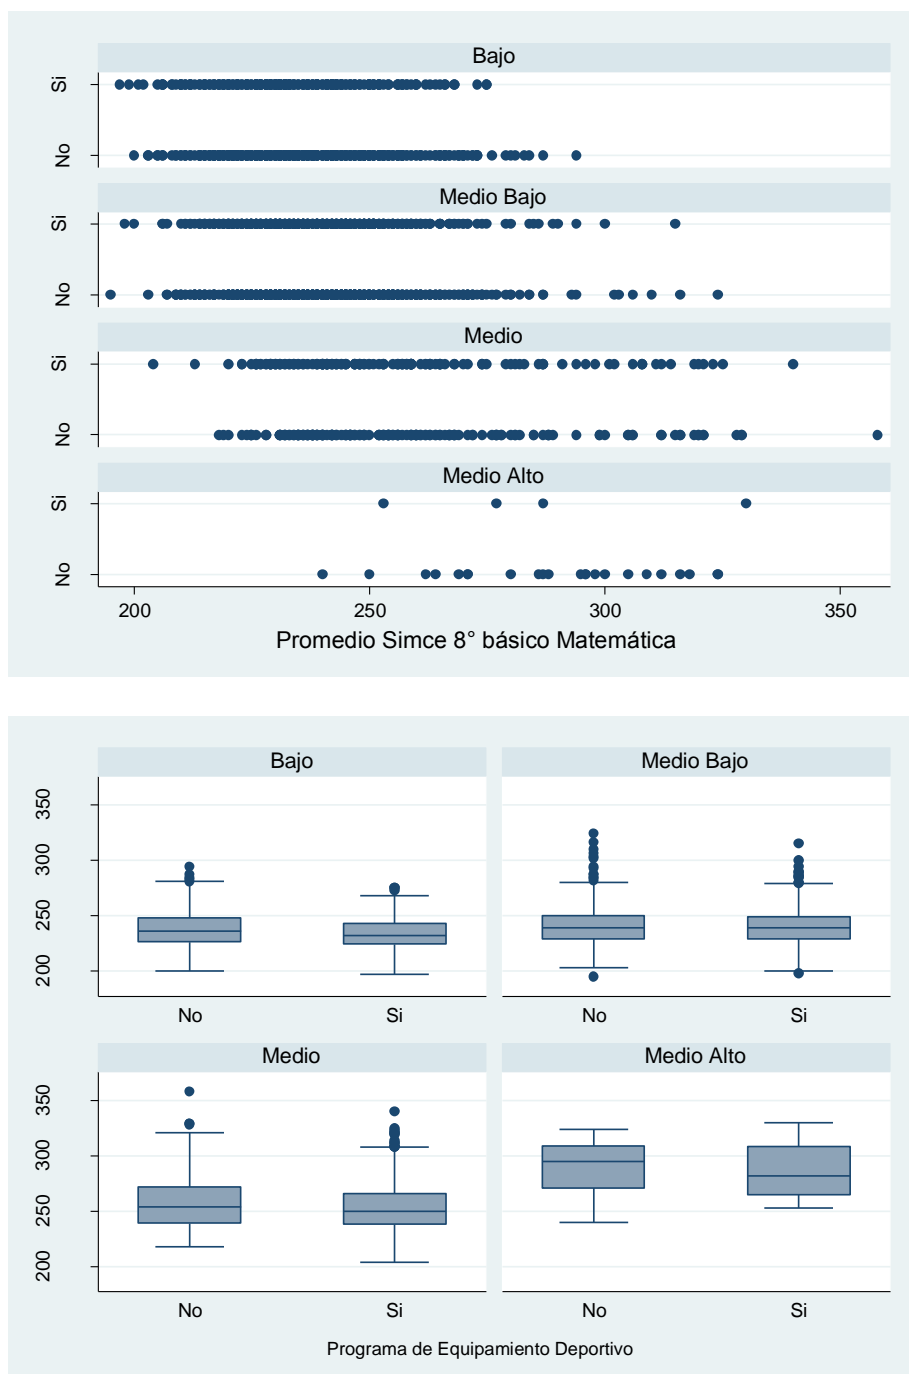 Bajo
Si
No
Medio Bajo
Si
No
Medio
Si
No
Medio Alto
Si
No
200 250 300 350
Promedio Simce 8° básico Matemática
Bajo Medio Bajo
350
300
250
200
No Si No Si
Medio Medio Alto
350
300
250
200
No Si No Si
Programa de Equipamiento Deportivo